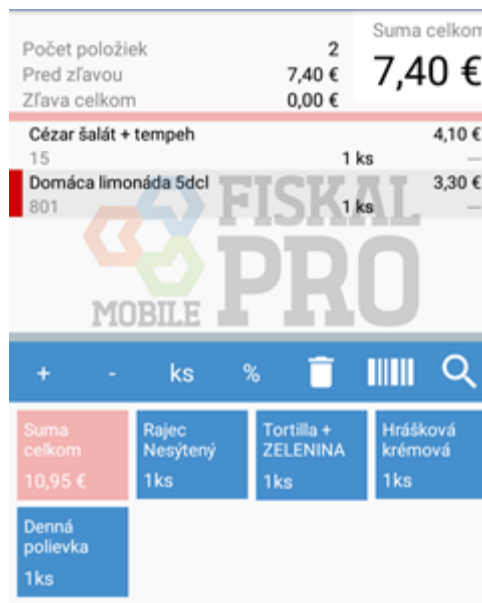 Suma celkom
Počet položiek 2
Pred zľavou 7,40 €
7,40 €
Zľava celkom 0,00 €
Cézar šalát + tempeh 4,10 €
15 1 ks —
Domáca limonáda 5dcl 3,30 €
801 1 ks —
FISKAL
MOBILE PRO
+ - ks %
Suma
celkom
10,95 €
Rajec
Nesýtený
1ks
Tortilla +
ZELENINA
1ks
Hrášková
krémová
1ks
Denná
polievka
1ks